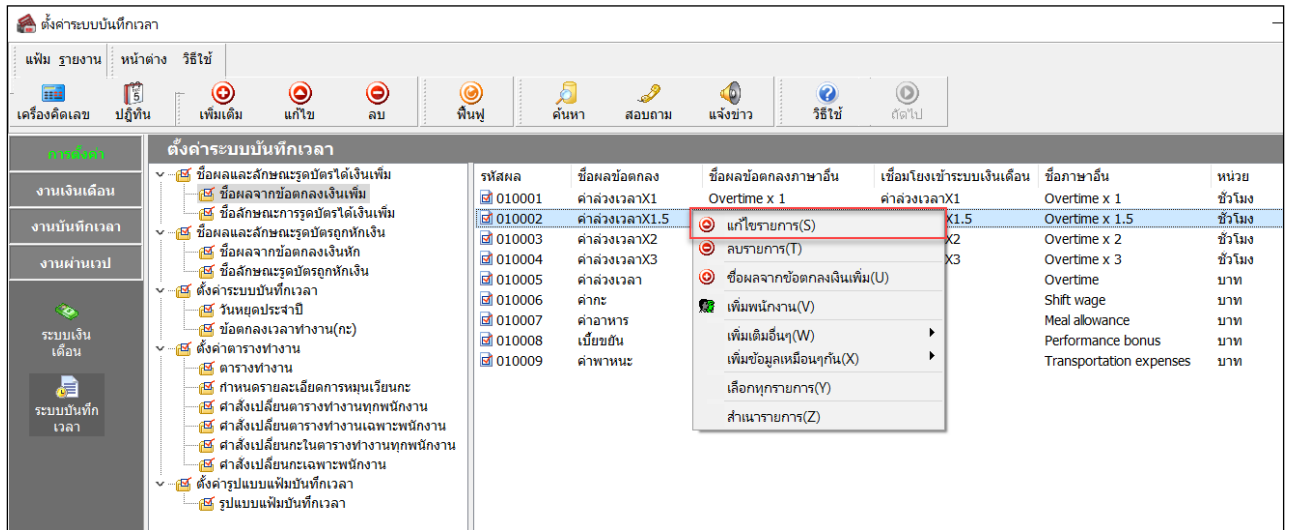 ตั้งค่าระบบบันทึกเวลา
แฟ้ม รายงาน หน้าต่าง วิธีใช้
เครื่องคิดเลข ปฏิทิน เพิ่มเติม แก้ไข ลบ ฟื้นฟู ค้นหา สอบถาม แจ้งข่าว วิธีใช้ ถัดไป
การตั้งค่า
งานเงินเดือน
งานบันทึกเวลา
งานผ่านเวป
ระบบเงิน
เดือน
ระบบบันทึก
เวลา
ตั้งค่าระบบบันทึกเวลา
ชื่อผลและลักษณะรูดบัตรได้เงินเพิ่ม
ชื่อผลจากข้อตกลงเงินเพิ่ม
ชื่อลักษณะการรูดบัตรได้เงินเพิ่ม
ชื่อผลและลักษณะรูดบัตรถูกหักเงิน
ชื่อผลจากข้อตกลงเงินหัก
ชื่อลักษณะรูดบัตรถูกหักเงิน
ตั้งค่าระบบบันทึกเวลา
วันหยุดประจำปี
ข้อตกลงเวลาทำงาน(กะ)
ตั้งค่าตารางทำงาน
ตารางทำงาน
กำหนดรายละเอียดการหมุนเวียนกะ
คำสั่งเปลี่ยนตารางทำงานทุกพนักงาน
คำสั่งเปลี่ยนตารางทำงานเฉพาะพนักงาน
คำสั่งเปลี่ยนกะในตารางทำงานทุกพนักงาน
คำสั่งเปลี่ยนกะเฉพาะพนักงาน
ตั้งค่ารูปแบบแฟ้มบันทึกเวลา
รูปแบบแฟ้มบันทึกเวลา
รหัสผล ชื่อผลข้อตกลง ชื่อผลข้อตกลงภาษาอื่น เชื่อมโยงเข้าระบบเงินเดือน ชื่อภาษาอื่น หน่วย
010001 ค่าล่วงเวลาX1 Overtime x 1 ค่าล่วงเวลาX1 Overtime x 1 ชั่วโมง
010002 ค่าล่วงเวลาX1.5 X1.5 Overtime x 1.5 ชั่วโมง
010003 ค่าล่วงเวลาX2 X2 Overtime x 2 ชั่วโมง
010004 ค่าล่วงเวลาX3 X3 Overtime x 3 ชั่วโมง
010005 ค่าล่วงเวลา Overtime บาท
010006 ค่ากะ Shift wage บาท
010007 ค่าอาหาร Meal allowance บาท
010008 เบี้ยขยัน Performance bonus บาท
010009 ค่าพาหนะ Transportation expenses บาท
แก้ไขรายการ(S)
ลบรายการ(T)
ชื่อผลจากข้อตกลงเงินเพิ่ม(U)
เพิ่มพนักงาน(V)
เพิ่มเติมอื่นๆ(W)
เพิ่มข้อมูลเหมือนๆกัน(X)
เลือกทุกรายการ(Y)
สำเนารายการ(Z)